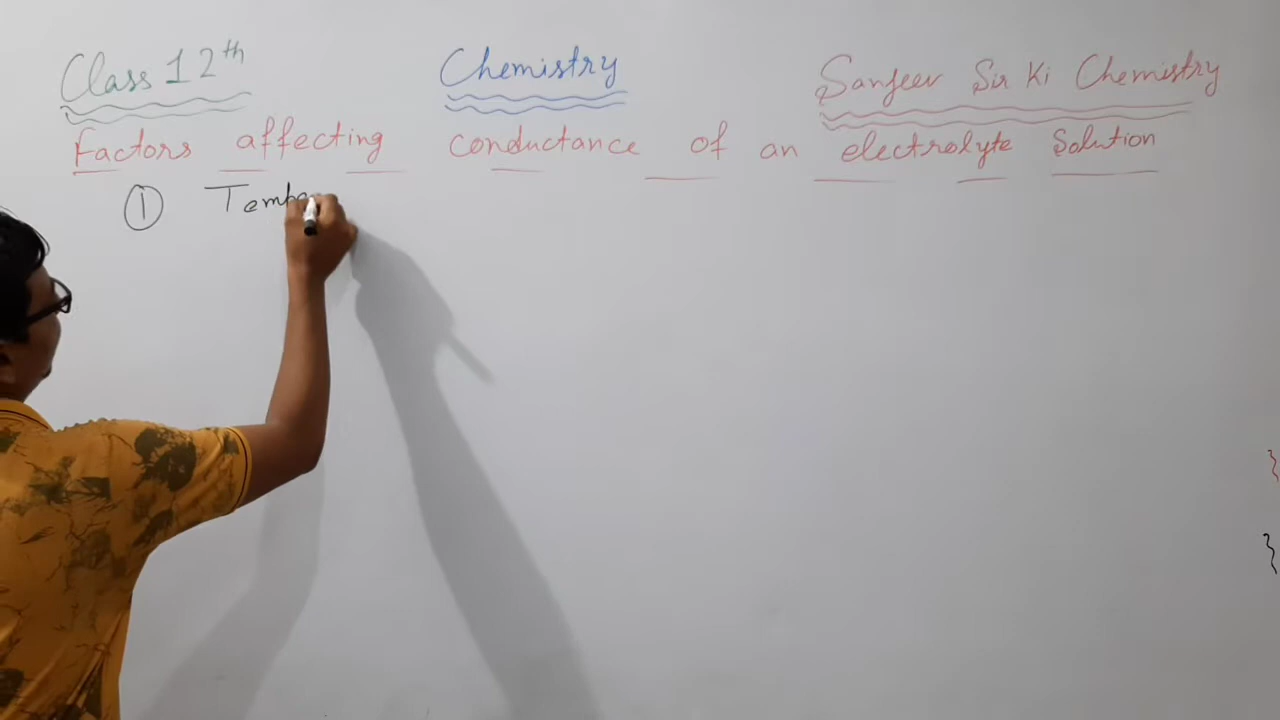 Class 12th Chemistry Sanjeev Sir Ki Chemistry
Factors affecting conductance of an electrolyte Solution
① Tempe